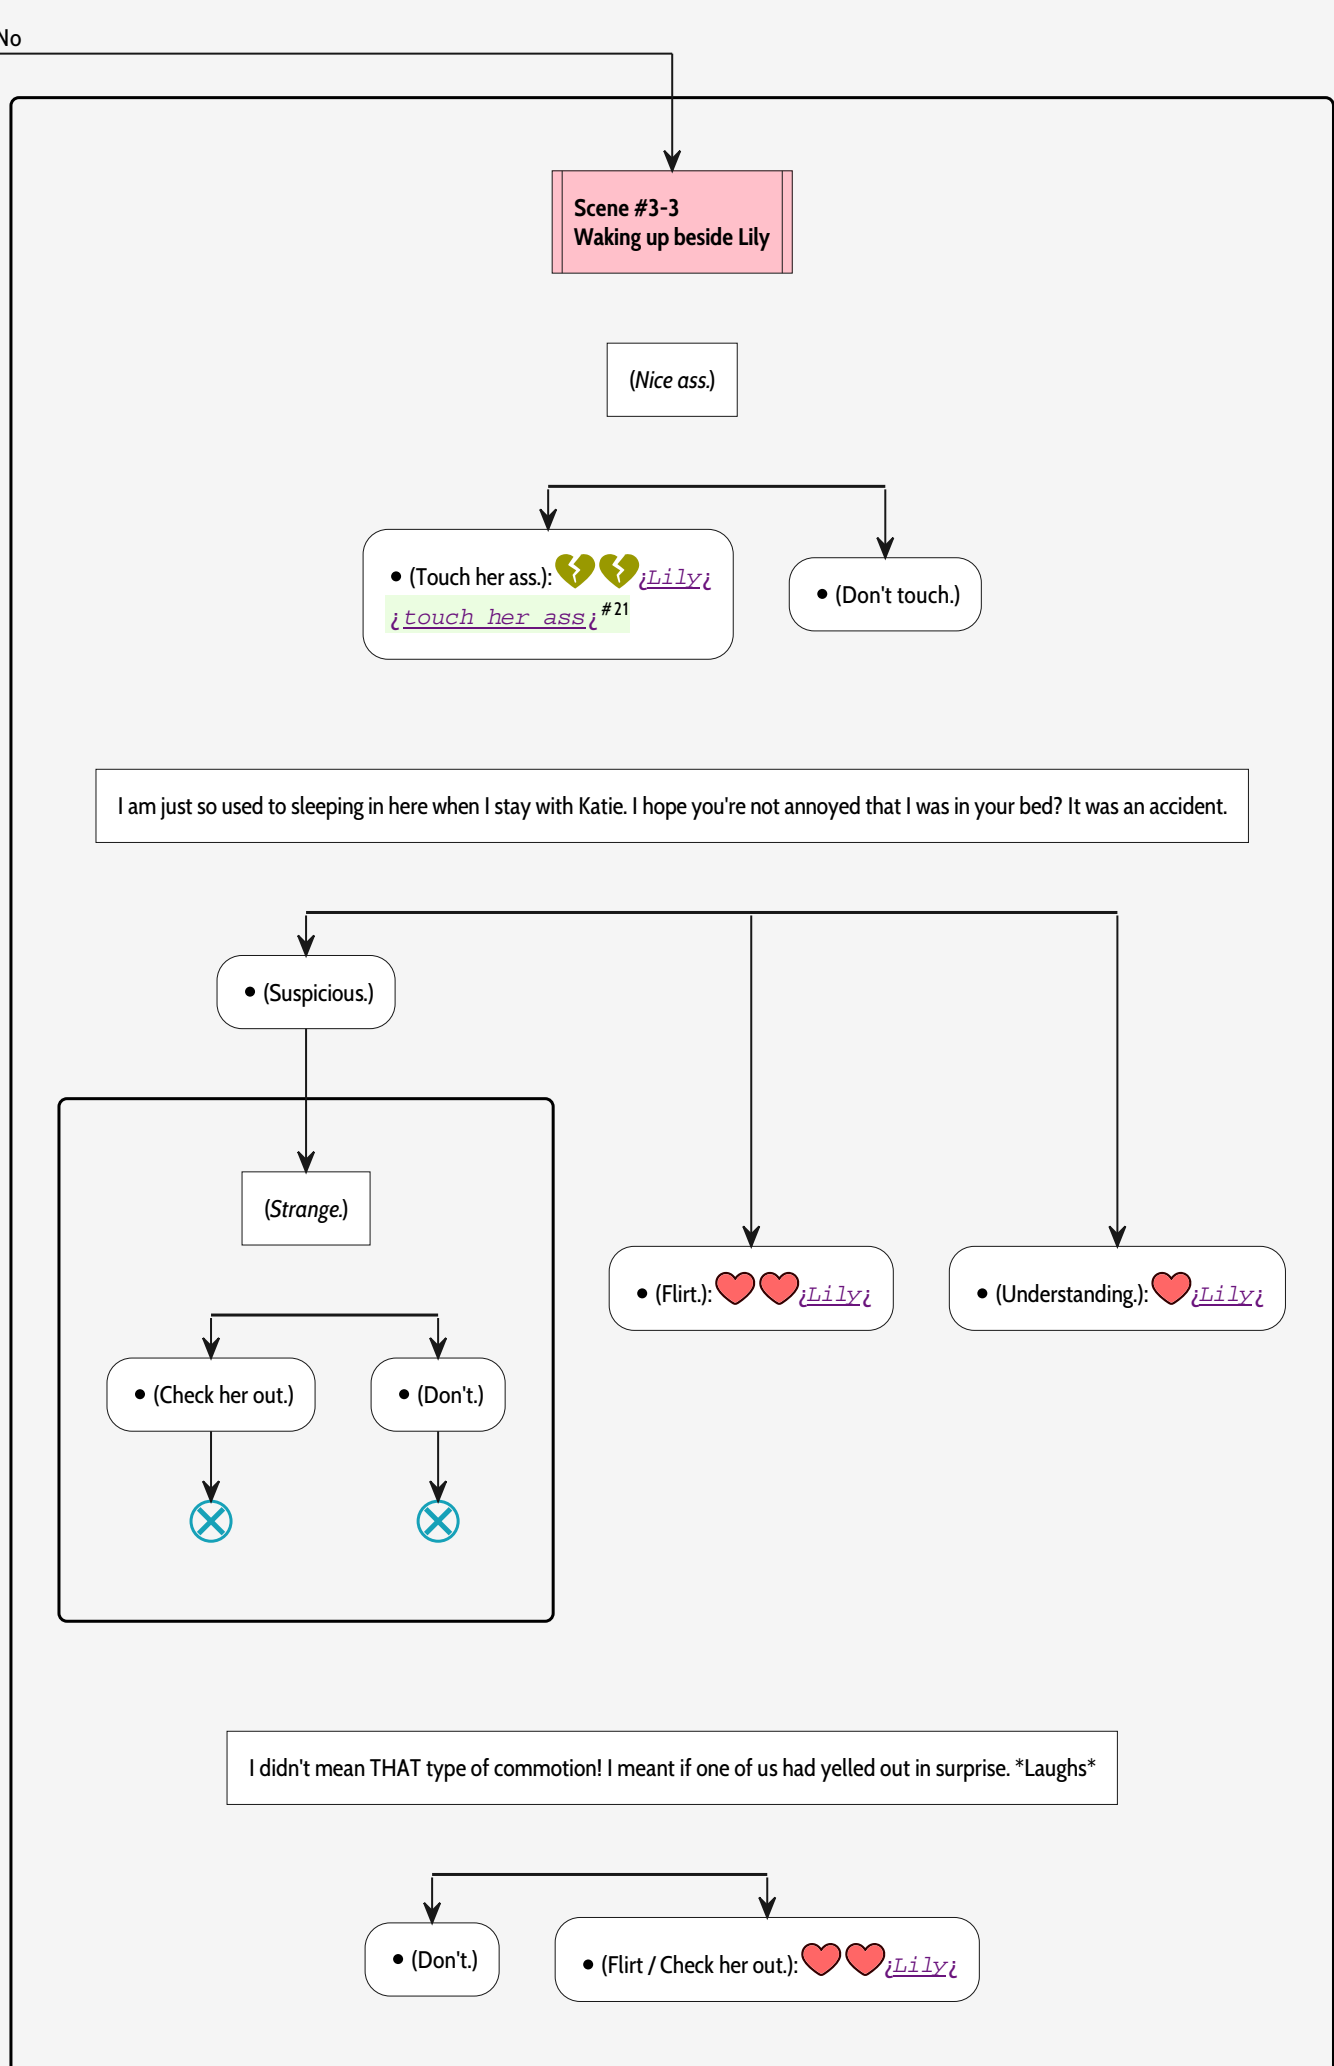 No
Scene #3-3
Waking up beside Lily
(Nice ass.)
• (Touch her ass.): ¿Lily¿
¿touch her ass¿#21
• (Don't touch.)
I am just so used to sleeping in here when I stay with Katie. I hope you're not annoyed that I was in your bed? It was an accident.
• (Suspicious.)
(Strange.)
• (Flirt.): ¿Lily¿
• (Understanding.): ¿Lily¿
• (Check her out.)
• (Don't.)
I didn't mean THAT type of commotion! I meant if one of us had yelled out in surprise. *Laughs*
• (Don't.)
• (Flirt / Check her out.): ¿Lily¿